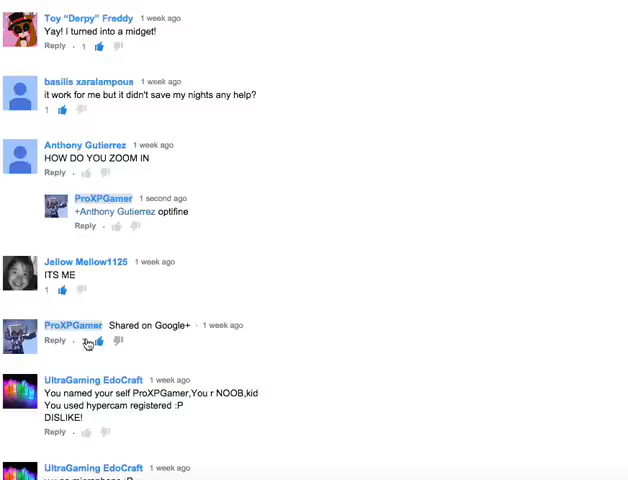 Toy “Derpy” Freddy 1 week ago
Yay! I turned into a midget!
Reply · 1
basilis xaralampous 1 week ago
it work for me but it didn't save my nights any help?
1
Anthony Gutierrez 1 week ago
HOW DO YOU ZOOM IN
Reply ·
ProXPGamer 1 second ago
+Anthony Gutierrez optifine
Reply ·
Jellow Mellow1125 1 week ago
ITS ME
1
ProXPGamer Shared on Google+ · 1 week ago
Reply ·
UltraGaming EdoCraft 1 week ago
You named your self ProXPGamer,You r NOOB,kid
You used hypercam registered :P
DISLIKE!
Reply ·
UltraGaming EdoCraft 1 week ago